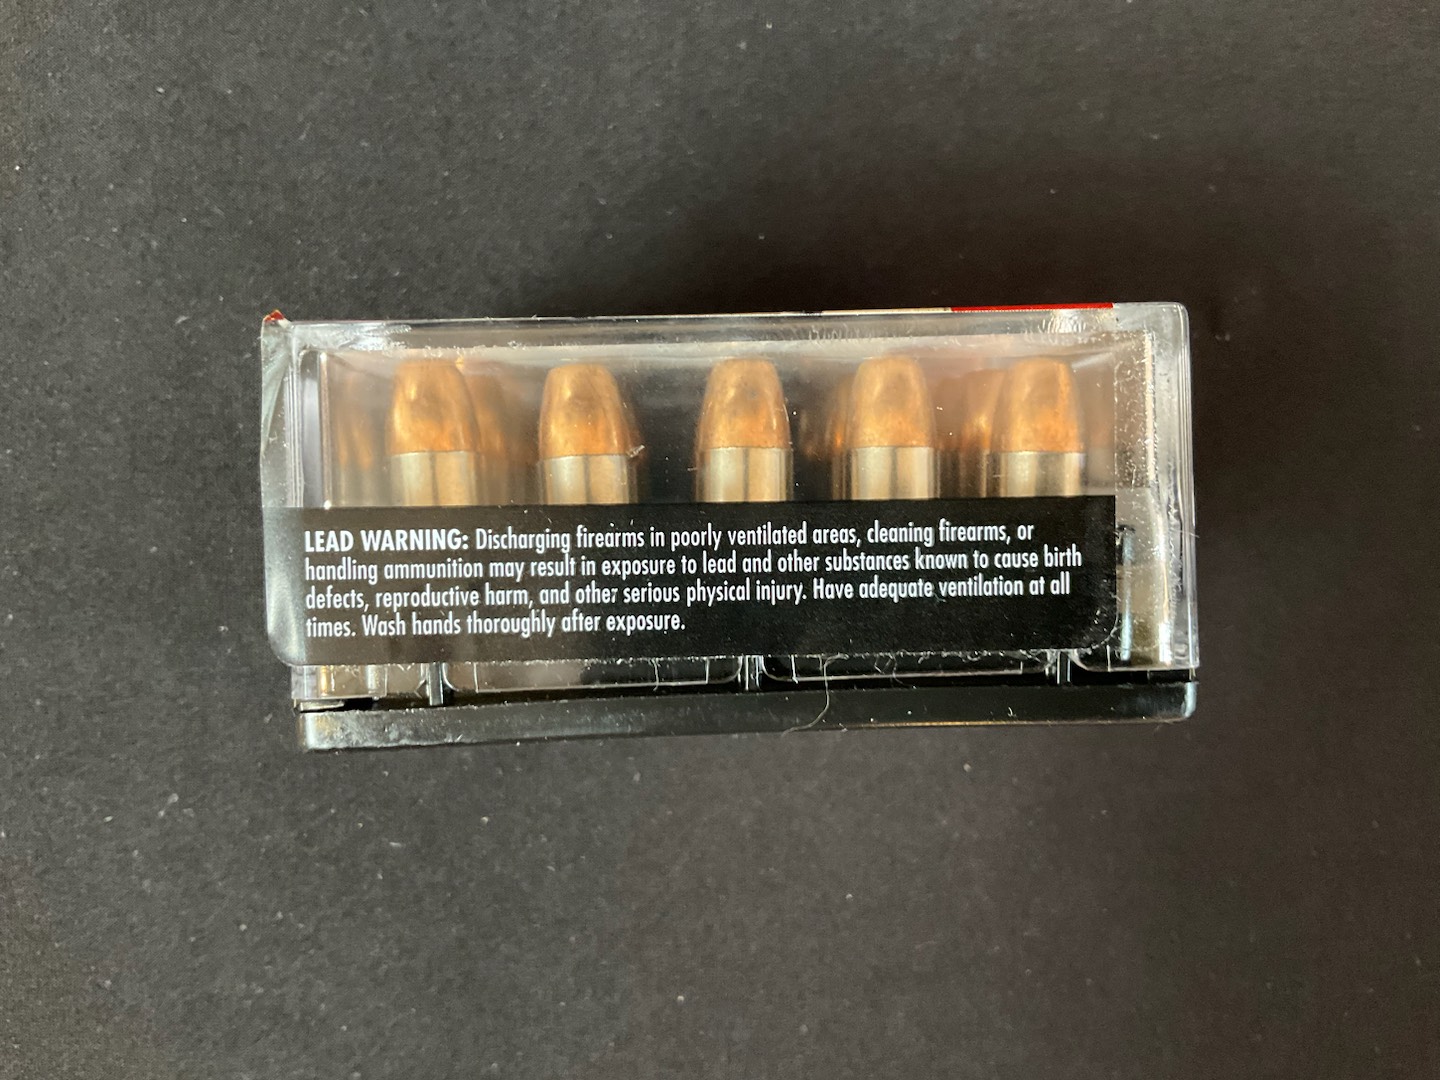 LEAD WARNING: Discharging firearms in poorly ventilated areas, cleaning firearms, or
handling ammunition may result in exposure to lead and other substances known to cause birth
defects, reproductive harm, and other serious physical injury. Have adequate ventilation at all
times. Wash hands thoroughly after exposure.